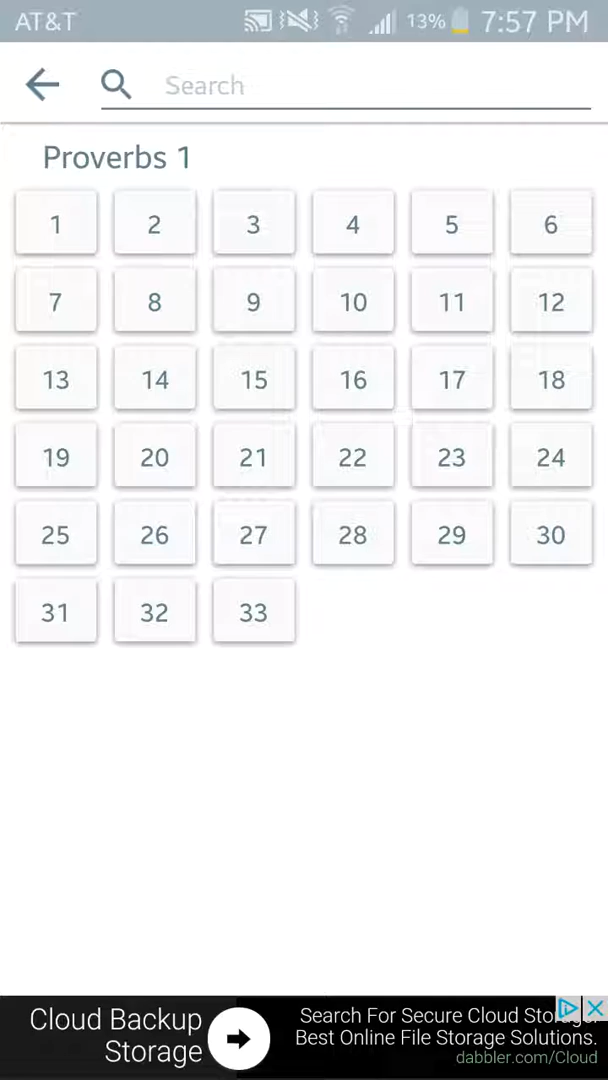 AT&T 13% 7:57 PM
Search
Proverbs 1
1 2 3 4 5 6
7 8 9 10 11 12
13 14 15 16 17 18
19 20 21 22 23 24
25 26 27 28 29 30
31 32 33
Cloud Backup
Storage
Search For Secure Cloud Storage.
Best Online File Storage Solutions.
dabbler.com/Cloud